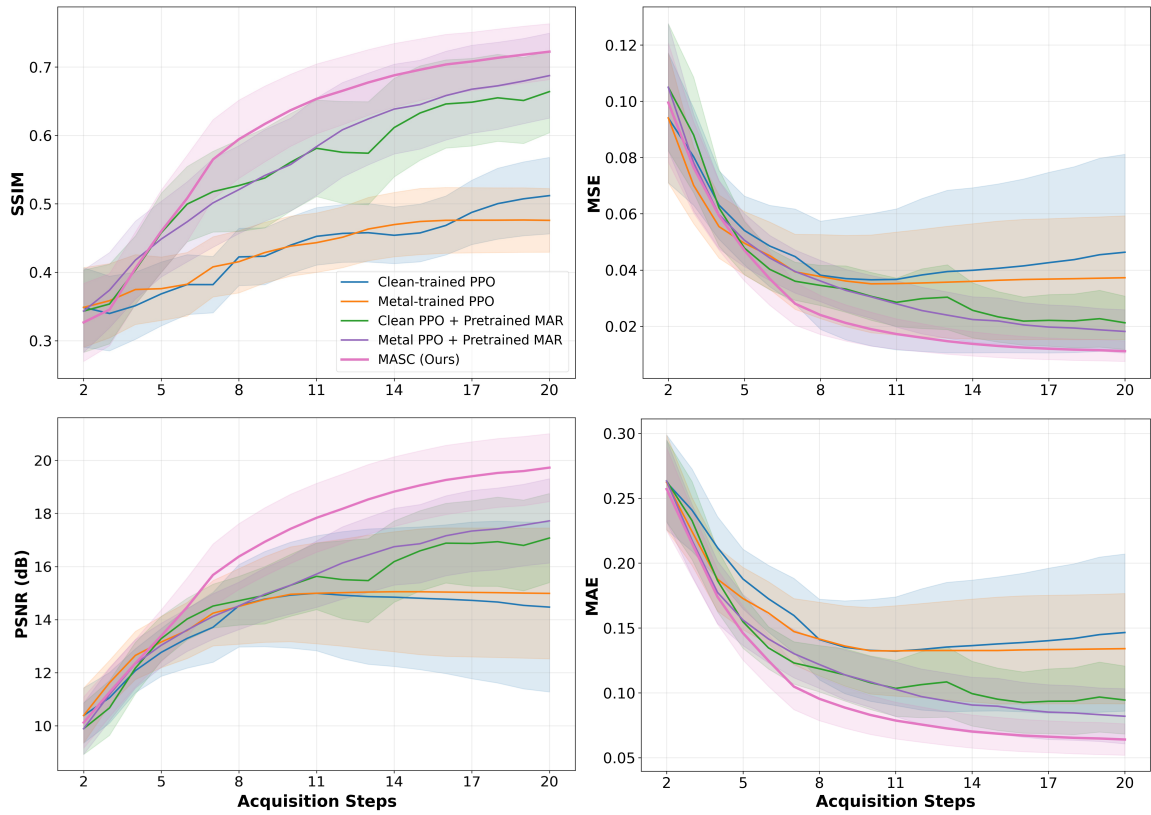 SSIM
0.7
0.6
0.5
0.4
0.3
2 5 8 11 14 17 20
Clean-trained PPO
Metal-trained PPO
Clean PPO + Pretrained MAR
Metal PPO + Pretrained MAR
MASC (Ours)
MSE
0.12
0.10
0.08
0.06
0.04
0.02
2 5 8 11 14 17 20
PSNR (dB)
20
18
16
14
12
10
2 5 8 11 14 17 20
Acquisition Steps
MAE
0.30
0.25
0.20
0.15
0.10
0.05
2 5 8 11 14 17 20
Acquisition Steps